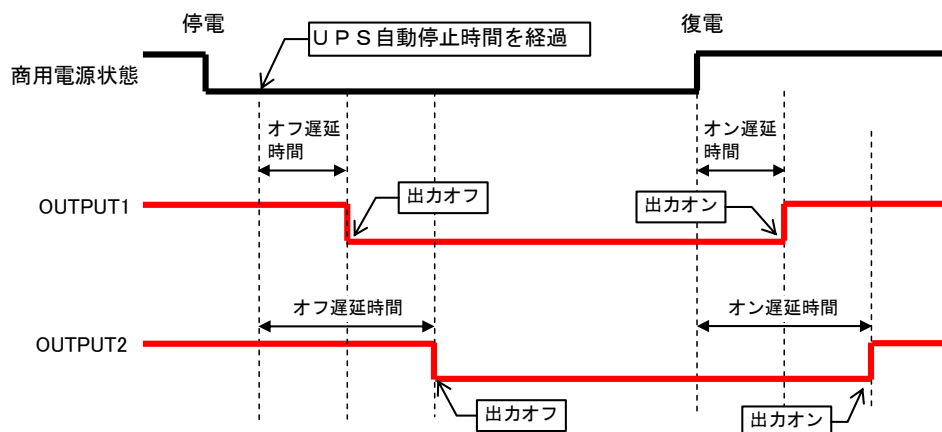 停電
復電
ＵＰＳ自動停止時間を経過
商用電源状態
オフ遅延
時間
オン遅延
時間
出力オフ
出力オン
OUTPUT1
オフ遅延時間
オン遅延時間
OUTPUT2
出力オフ
出力オン